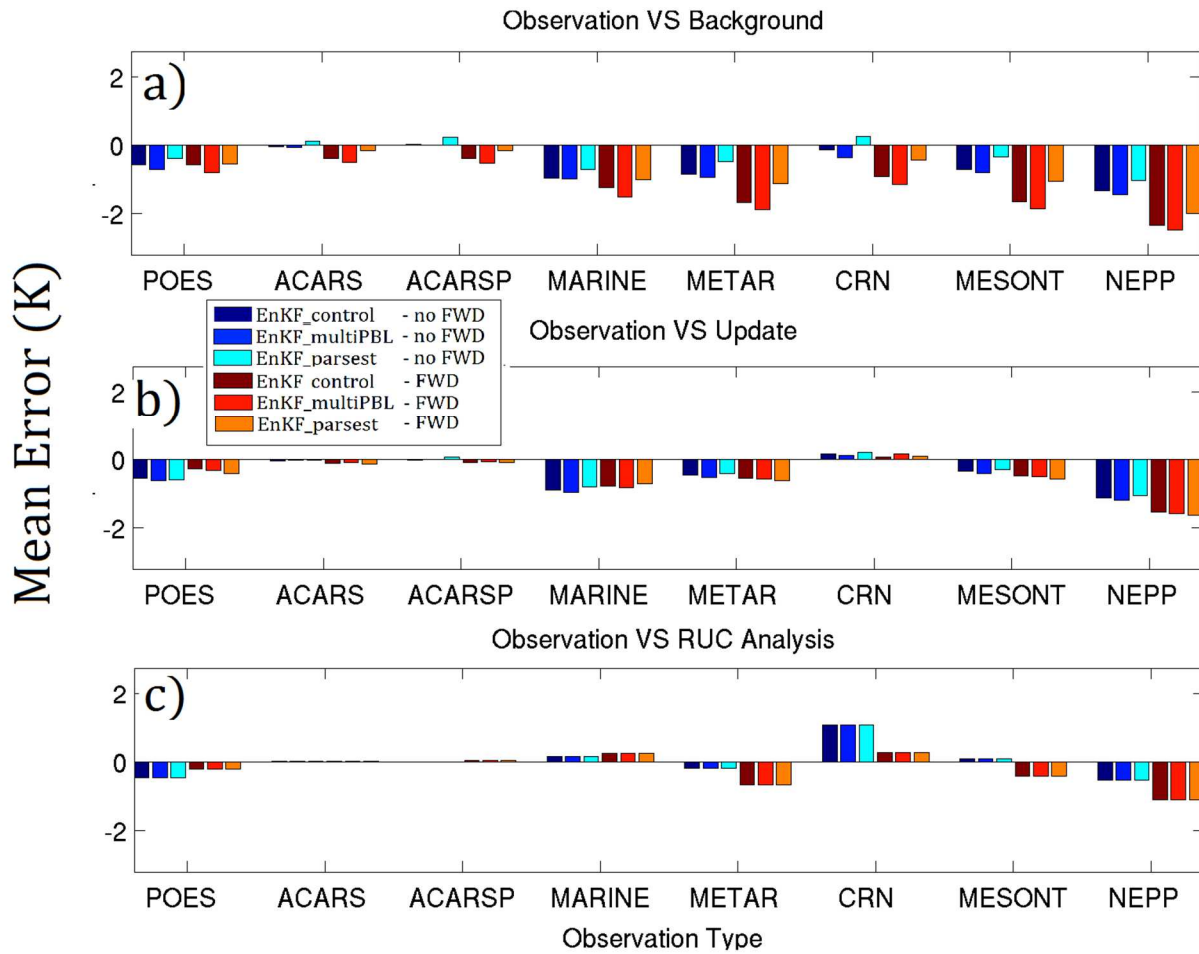 Observation VS Background
a)
2
0
-2
POES ACARS ACARSP MARINE METAR CRN MESONT NEPP
Mean Error (K)
EnKF_control - no FWD
EnKF_multiPBL - no FWD
EnKF_parsest - no FWD
EnKF_control - FWD
EnKF_multiPBL - FWD
EnKF_parsest - FWD
Observation VS Update
b)
2
0
-2
POES ACARS ACARSP MARINE METAR CRN MESONT NEPP
Observation VS RUC Analysis
c)
2
0
-2
POES ACARS ACARSP MARINE METAR CRN MESONT NEPP
Observation Type